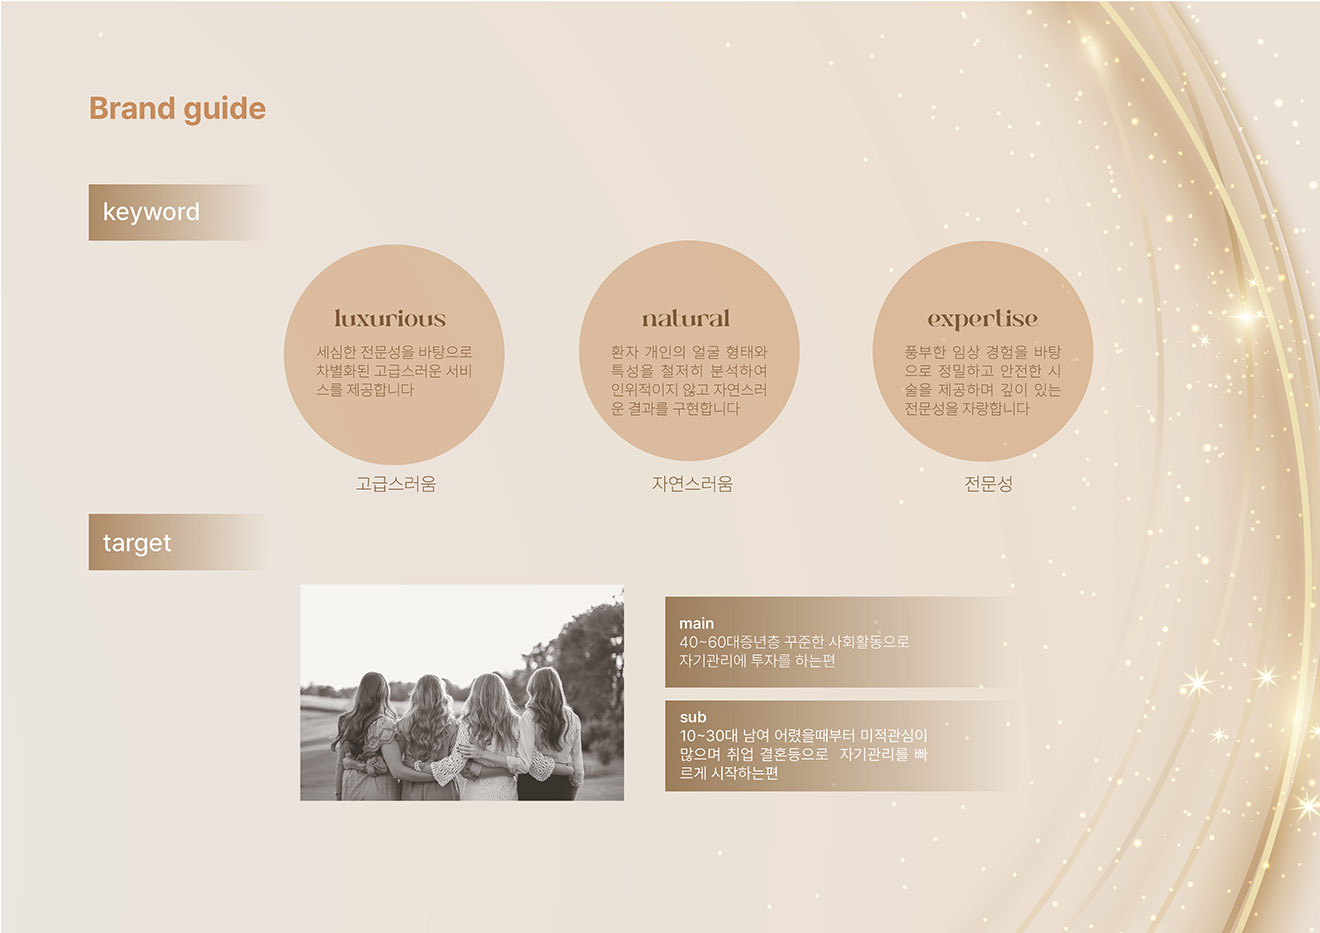 Brand guide
keyword
luxurious
세심한 전문성을 바탕으로
차별화된 고급스러운 서비
스를 제공합니다
고급스러움
natural
환자 개인의 얼굴 형태와
특성을 철저히 분석하여
인위적이지 않고 자연스러
운 결과를 구현합니다
자연스러움
expertise
풍부한 임상 경험을 바탕
으로 정밀하고 안전한 시
술을 제공하며 깊이 있는
전문성을 자랑합니다
전문성
target
main
40~60대중년층 꾸준한 사회활동으로
자기관리에 투자를 하는편
sub
10~30대 남여 어렸을때부터 미적관심이
많으며 취업 결혼등으로 자기관리를 빠
르게 시작하는편